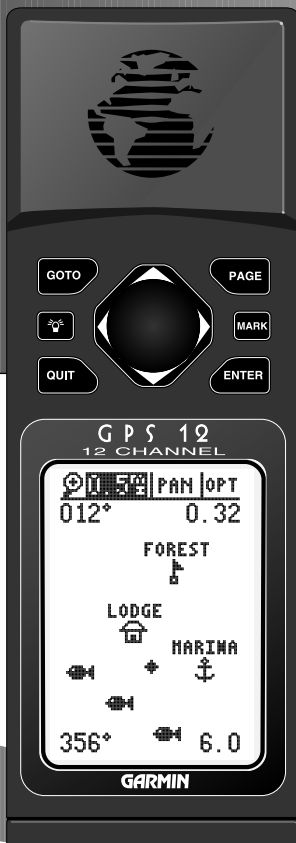 GOTO
PAGE
MARK
QUIT
ENTER
GPS 12
12 CHANNEL
0.5 PAN OPT
012° 0.32
FOREST
LODGE
MARINA
356° 6.0
GARMIN